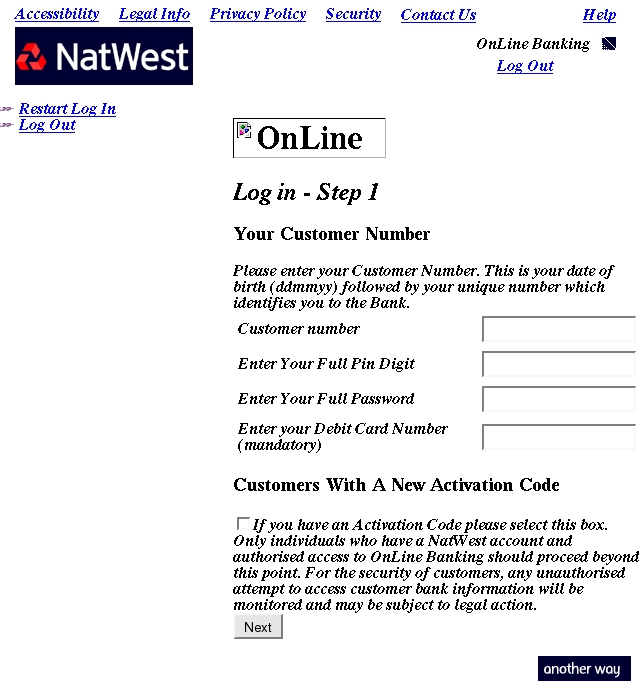 Accessibility Legal Info Privacy Policy Security Contact Us Help
NatWest
OnLine Banking
Log Out
Restart Log In
Log Out
OnLine
Log in - Step 1
Your Customer Number
Please enter your Customer Number. This is your date of
birth (ddmmyy) followed by your unique number which
identifies you to the Bank.
Customer number
Enter Your Full Pin Digit
Enter Your Full Password
Enter your Debit Card Number
(mandatory)
Customers With A New Activation Code
If you have an Activation Code please select this box.
Only individuals who have a NatWest account and
authorised access to OnLine Banking should proceed beyond
this point. For the security of customers, any unauthorised
attempt to access customer bank information will be
monitored and may be subject to legal action.
Next
another way